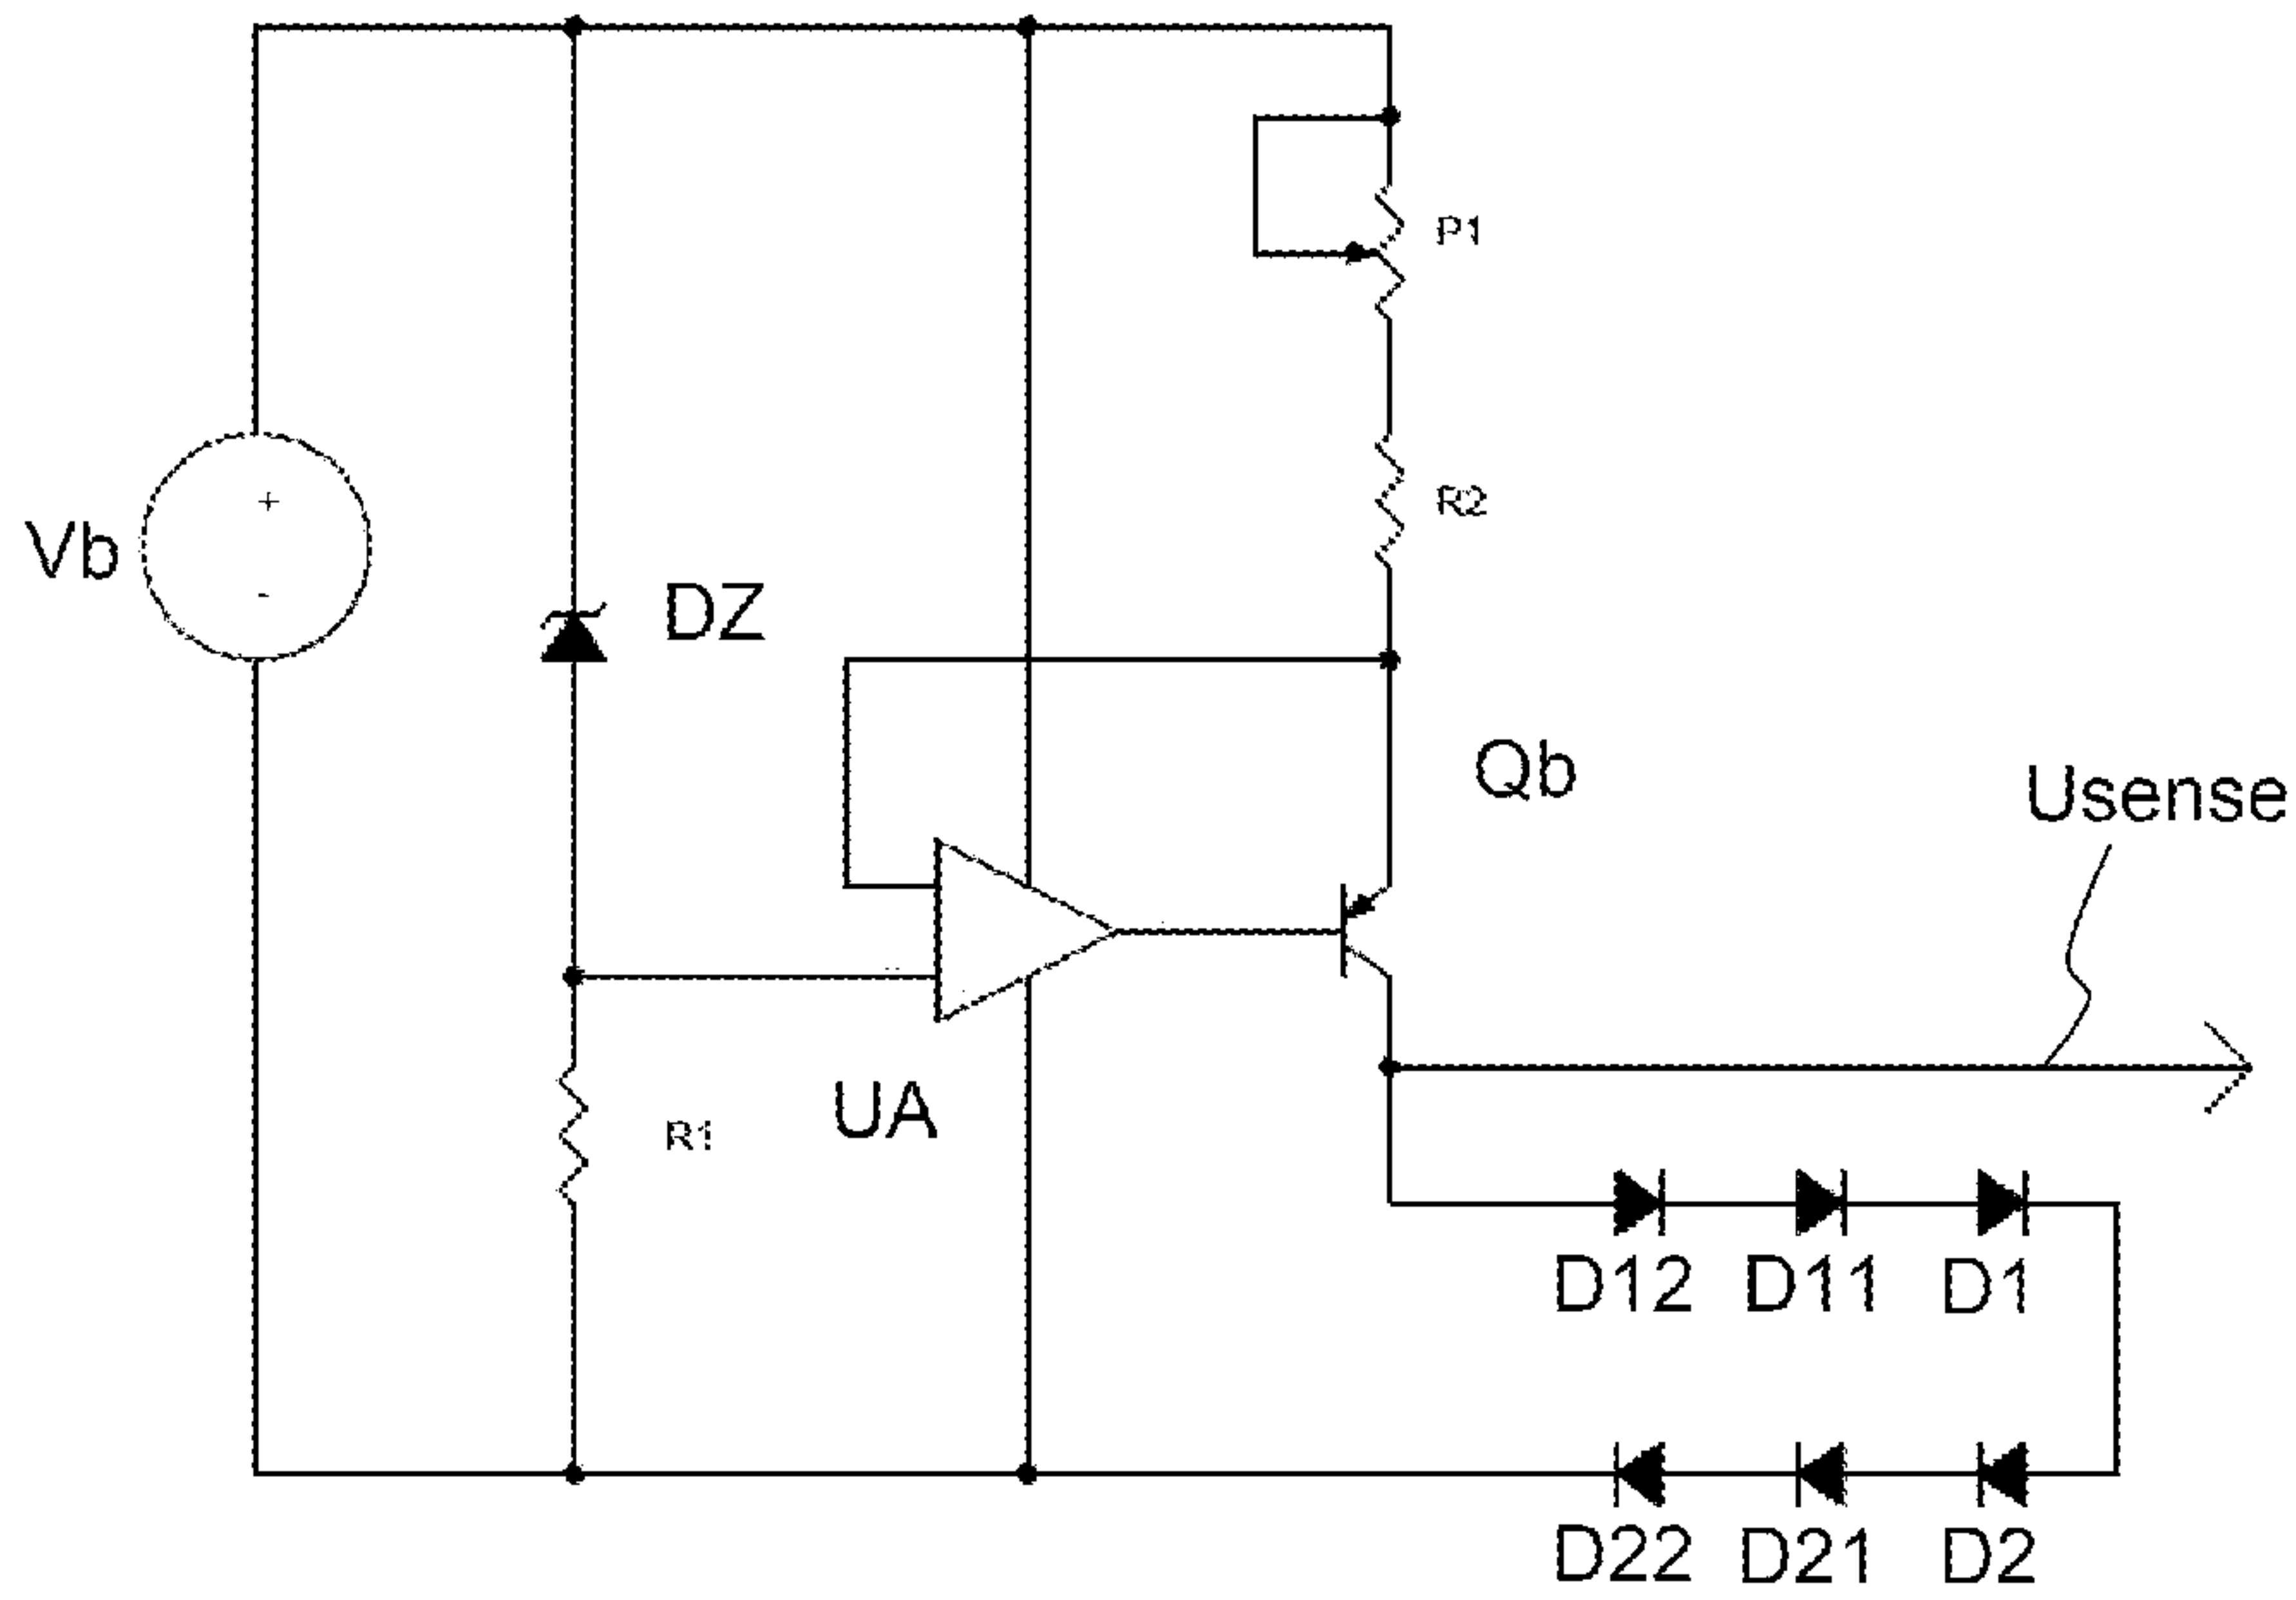 P1
R2
+
Vb
-
DZ
Qb
Usense
UA
R1
D12 D11 D1
D22 D21 D2